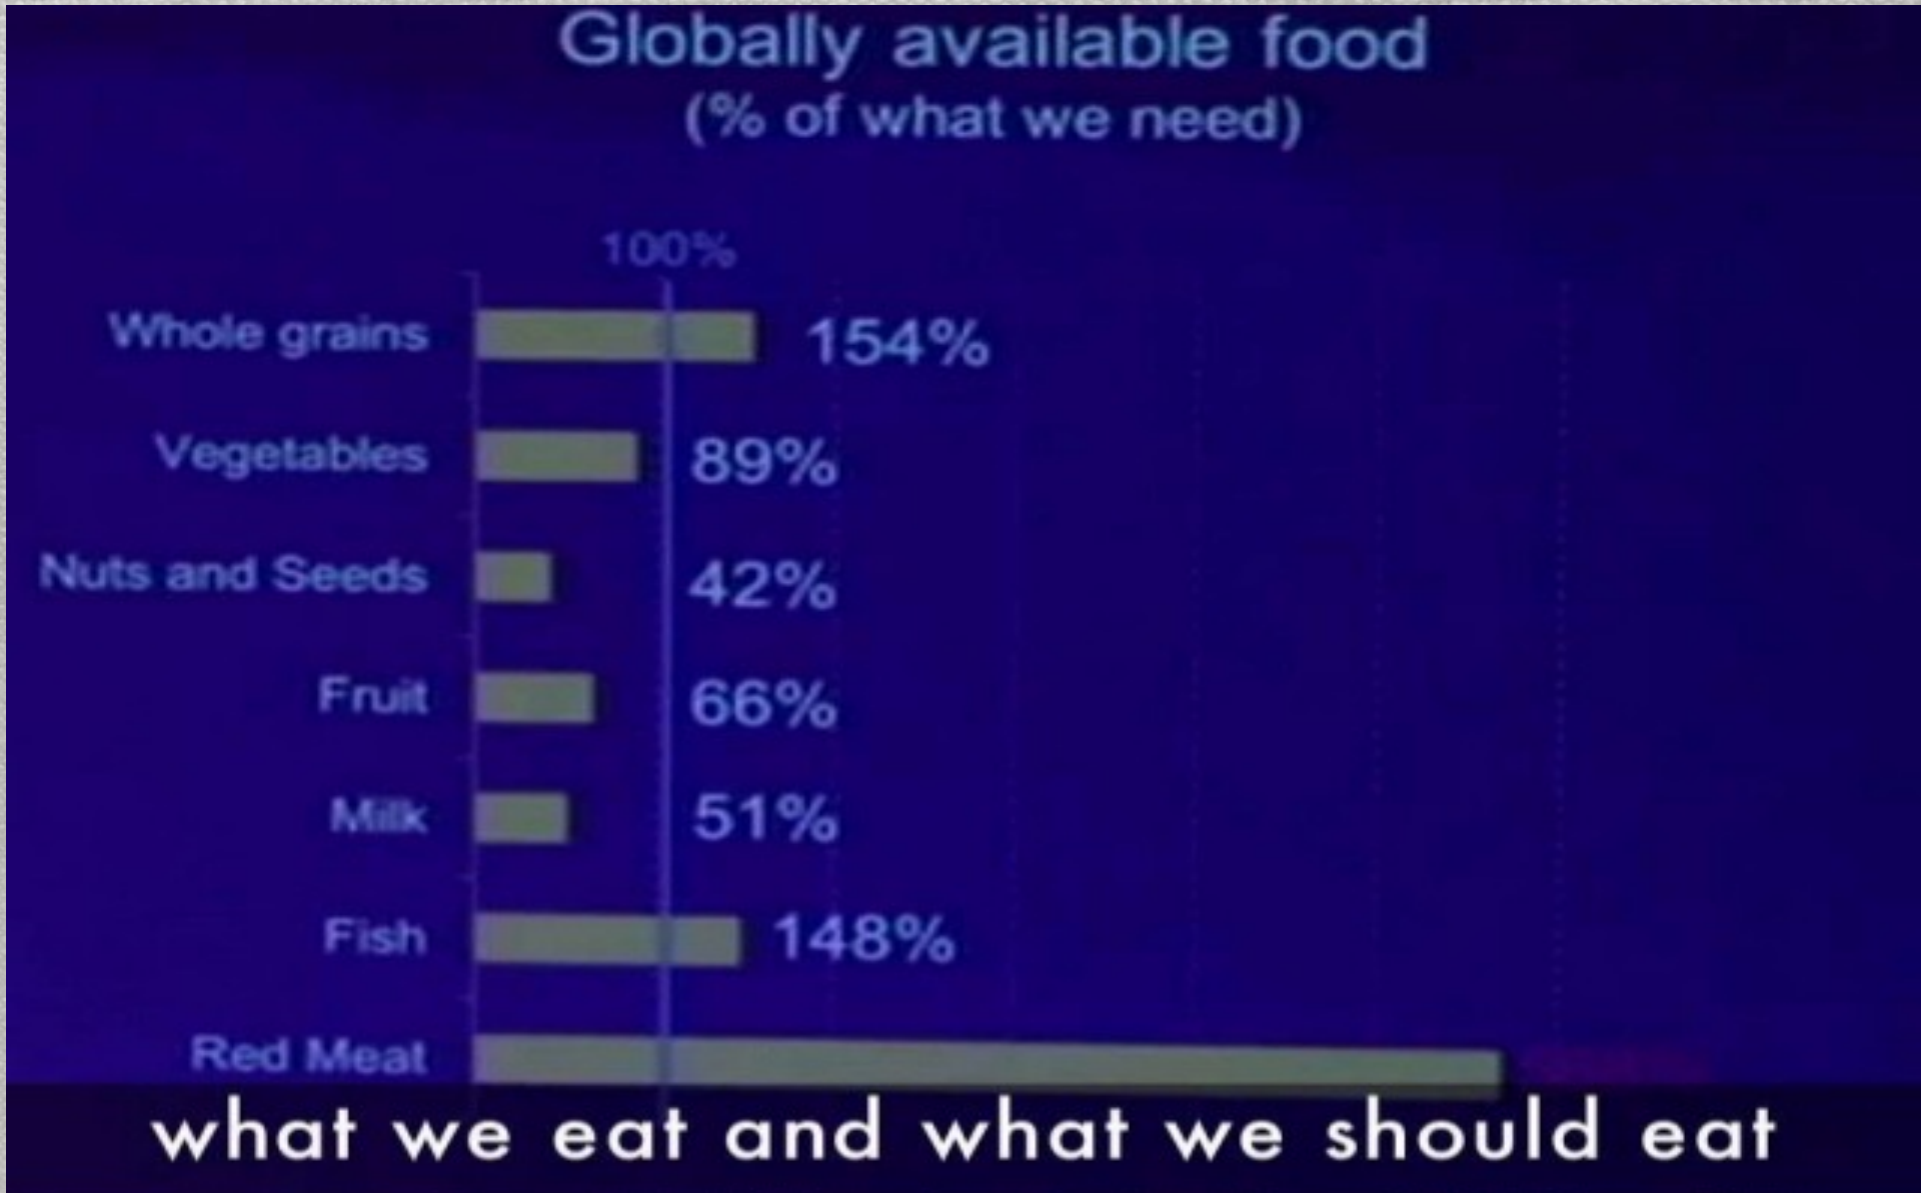 Globally available food
(% of what we need)
100%
Whole grains 154%
Vegetables 89%
Nuts and Seeds 42%
Fruit 66%
Milk 51%
Fish 148%
Red Meat
what we eat and what we should eat